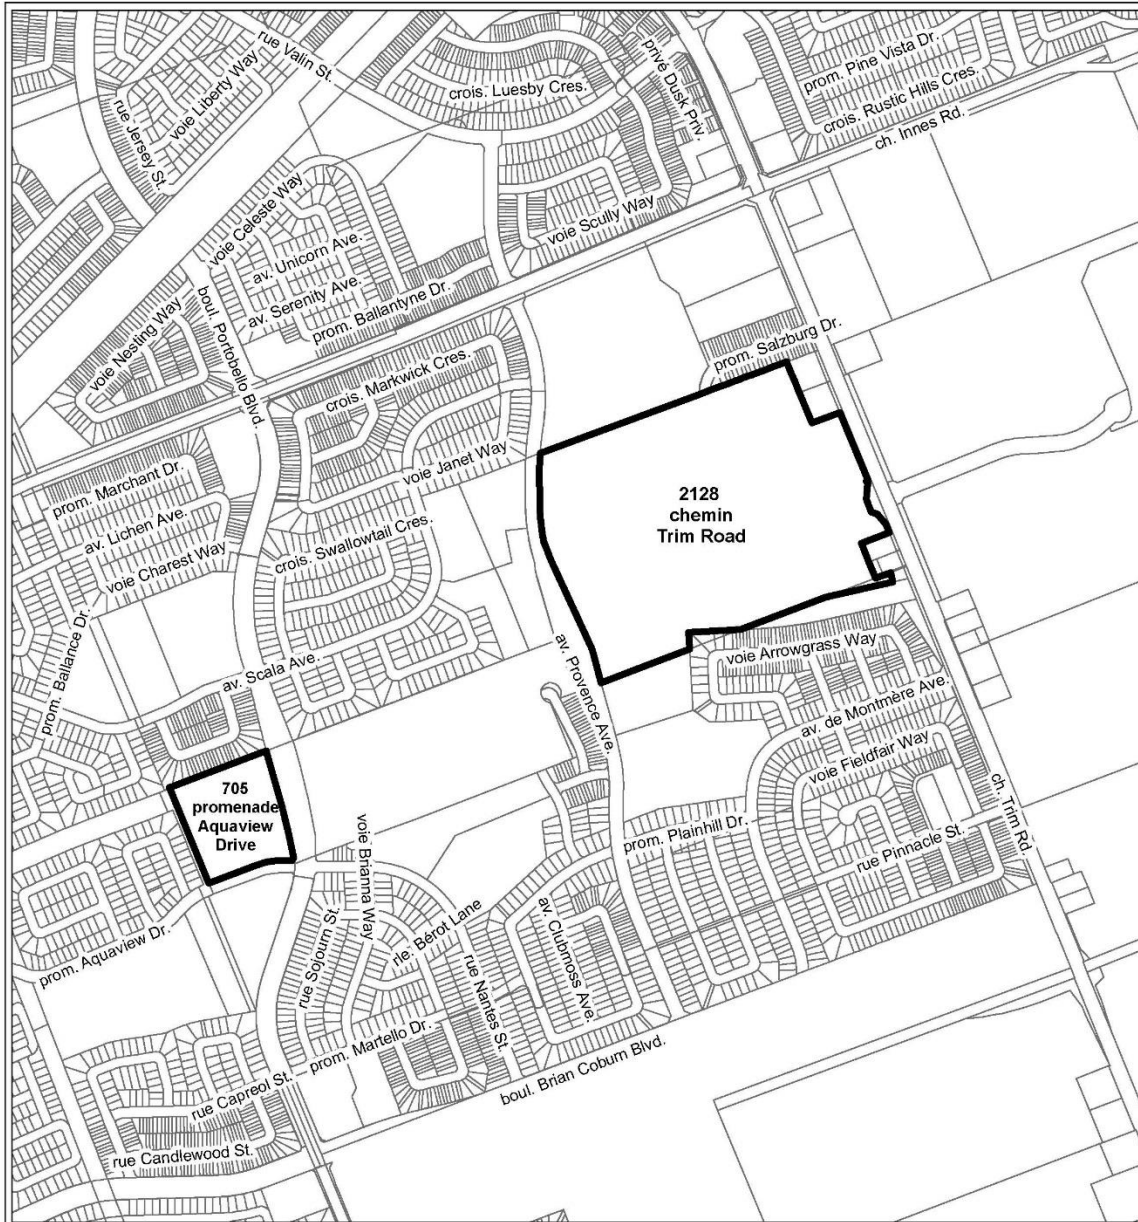 rue Valin St.
privé Dusk Priv.
prom. Pine Vista Dr.
voie Liberty Way
crois. Luesby Cres.
crois. Rustic Hills Cres.
rue Jersey St.
ch. Innes Rd.
voie Celeste Way
voie Scully Way
av. Unicorn Ave.
av. Serenity Ave.
prom. Ballantyne Dr.
voie Nesting Way
boul. Portobello Blvd.
prom. Salzburg Dr.
crois. Markwick Cres.
voie Janet Way
prom. Marchant Dr.
av. Lichen Ave.
crois. Swallowtail Cres.
voie Charest Way
2128
chemin
Trim Road
prom. Ballance Dr.
av. Scala Ave.
av. Provence Ave.
voie Arrowgrass Way
av. de Montmère Ave.
voie Fieldfair Way
705
promenade
Aquaview
Drive
ch. Trim Rd.
voie Brianna Way
prom. Plainhill Dr.
rue Pinnacle St.
prom. Aquaview Dr.
rue Sojourn St.
rle. Bérot Lane
av. Clubmoss Ave.
rue Nantes St.
prom. Martello Dr.
boul. Brian Coburn Blvd.
rue Capreol St.
rue Candlewood St.